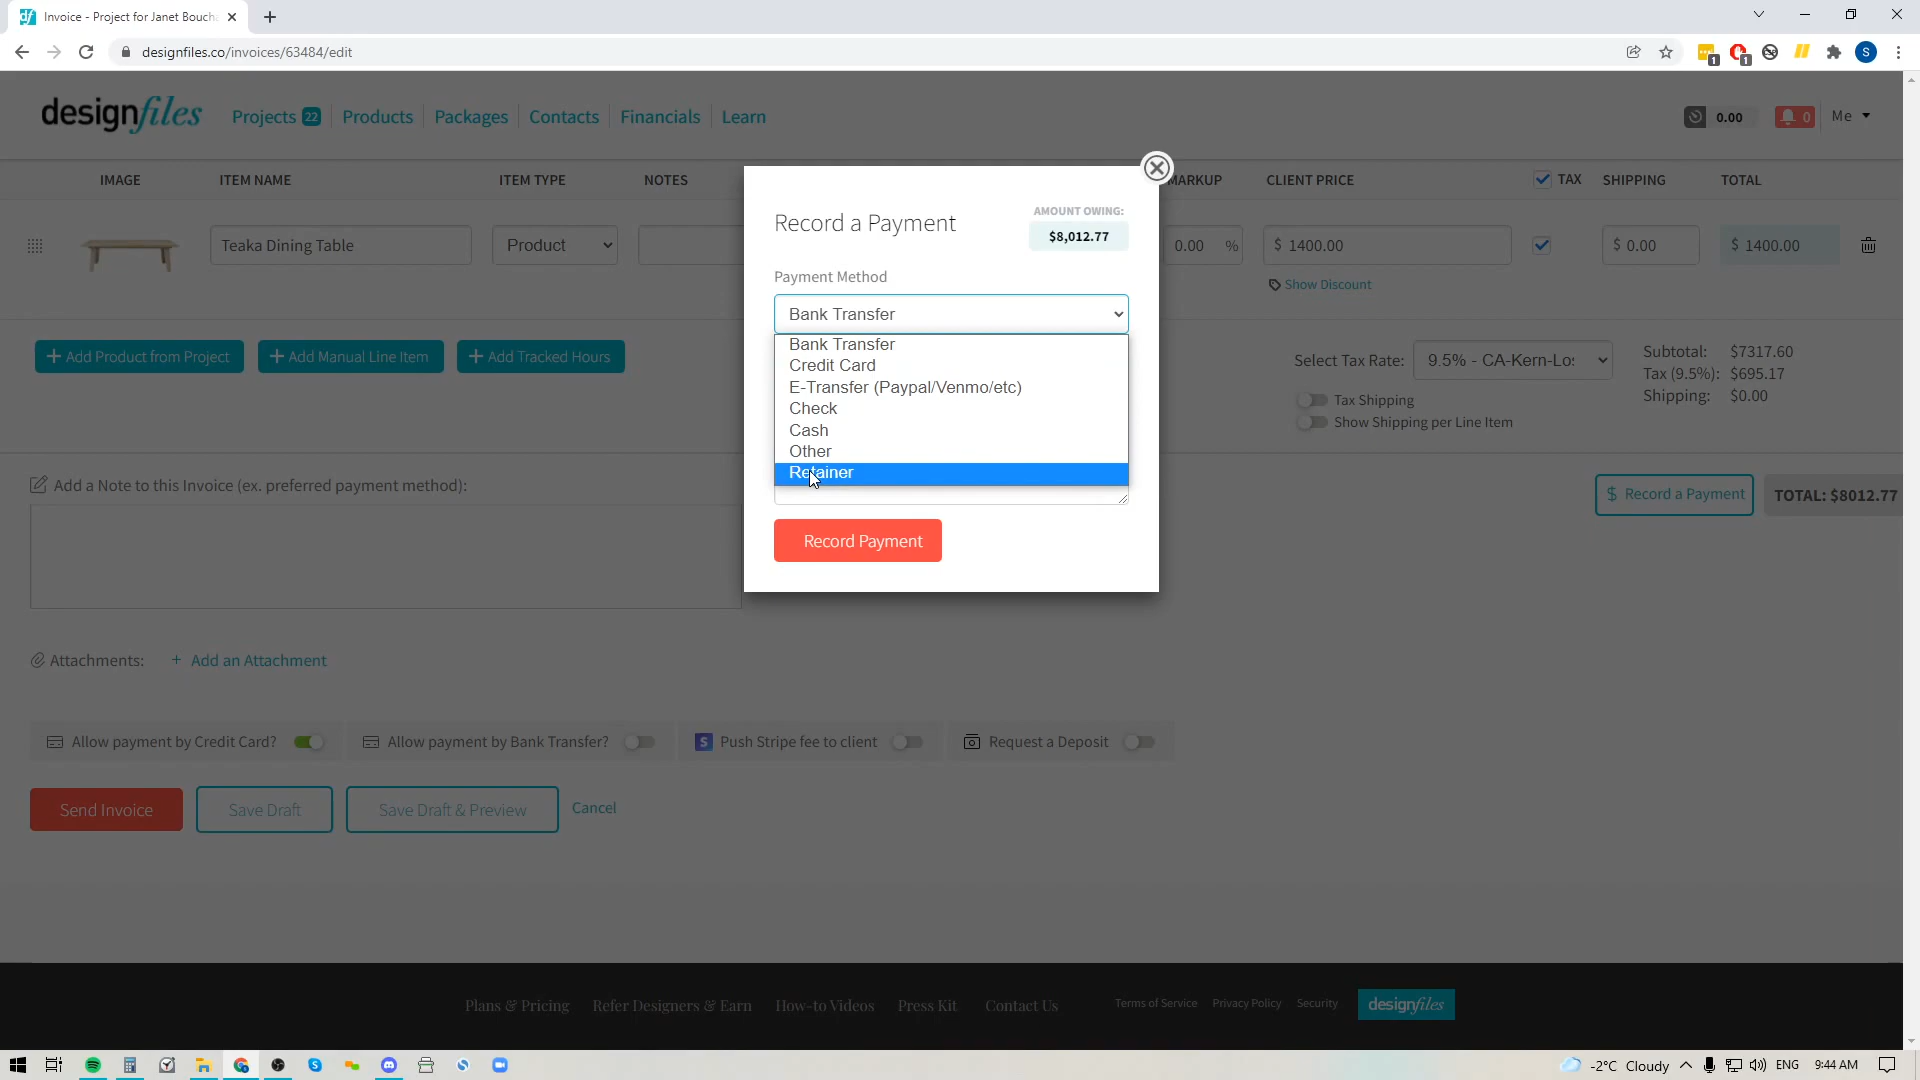 Invoice - Project for Janet Bouch
designfiles.co/invoices/63484/edit
1
1
S
designfiles
Projects 22
Products
Packages
Contacts
Financials
Learn
0.00
0
Me
IMAGE
ITEM NAME
ITEM TYPE
NOTES
MARKUP
CLIENT PRICE
TAX
SHIPPING
TOTAL
Teaka Dining Table
Product
0.00 %
$ 1400.00
$ 0.00
$ 1400.00
Show Discount
Record a Payment
AMOUNT OWING:
$8,012.77
Payment Method
Bank Transfer
Bank Transfer
Credit Card
E-Transfer (Paypal/Venmo/etc)
Check
Cash
Other
Retainer
Record Payment
+ Add Product from Project
+ Add Manual Line Item
+ Add Tracked Hours
Select Tax Rate:
9.5% - CA-Kern-Lo
Tax Shipping
Show Shipping per Line Item
Subtotal: $7317.60
Tax (9.5%): $695.17
Shipping: $0.00
Add a Note to this Invoice (ex. preferred payment method):
$ Record a Payment
TOTAL: $8012.77
Attachments:
+ Add an Attachment
Allow payment by Credit Card?
Allow payment by Bank Transfer?
S Push Stripe fee to client
Request a Deposit
Send Invoice
Save Draft
Save Draft & Preview
Cancel
Plans & Pricing
Refer Designers & Earn
How-to Videos
Press Kit
Contact Us
Terms of Service
Privacy Policy
Security
designfiles
-2°C Cloudy
ENG
9:44 AM